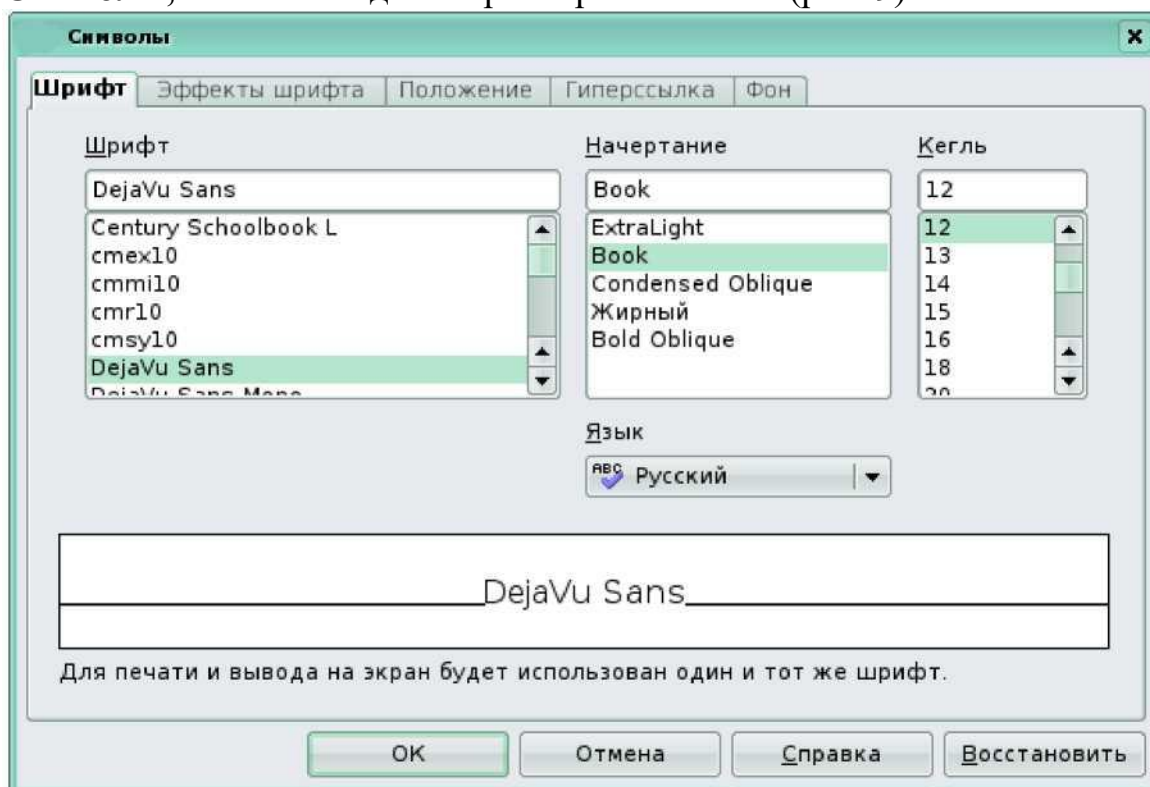 Символы
Шрифт Эффекты шрифта Положение Гиперссылка Фон
Шрифт Начертание Кегль
DejaVu Sans Book 12
Century Schoolbook L ExtraLight 12
cmex10 Book 13
cmmi10 Condensed Oblique 14
cmr10 Жирный 15
cmsy10 Bold Oblique 16
DejaVu Sans 18
Язык
ABC Русский
DejaVu Sans
Для печати и вывода на экран будет использован один и тот же шрифт.
OK Отмена Справка Восстановить